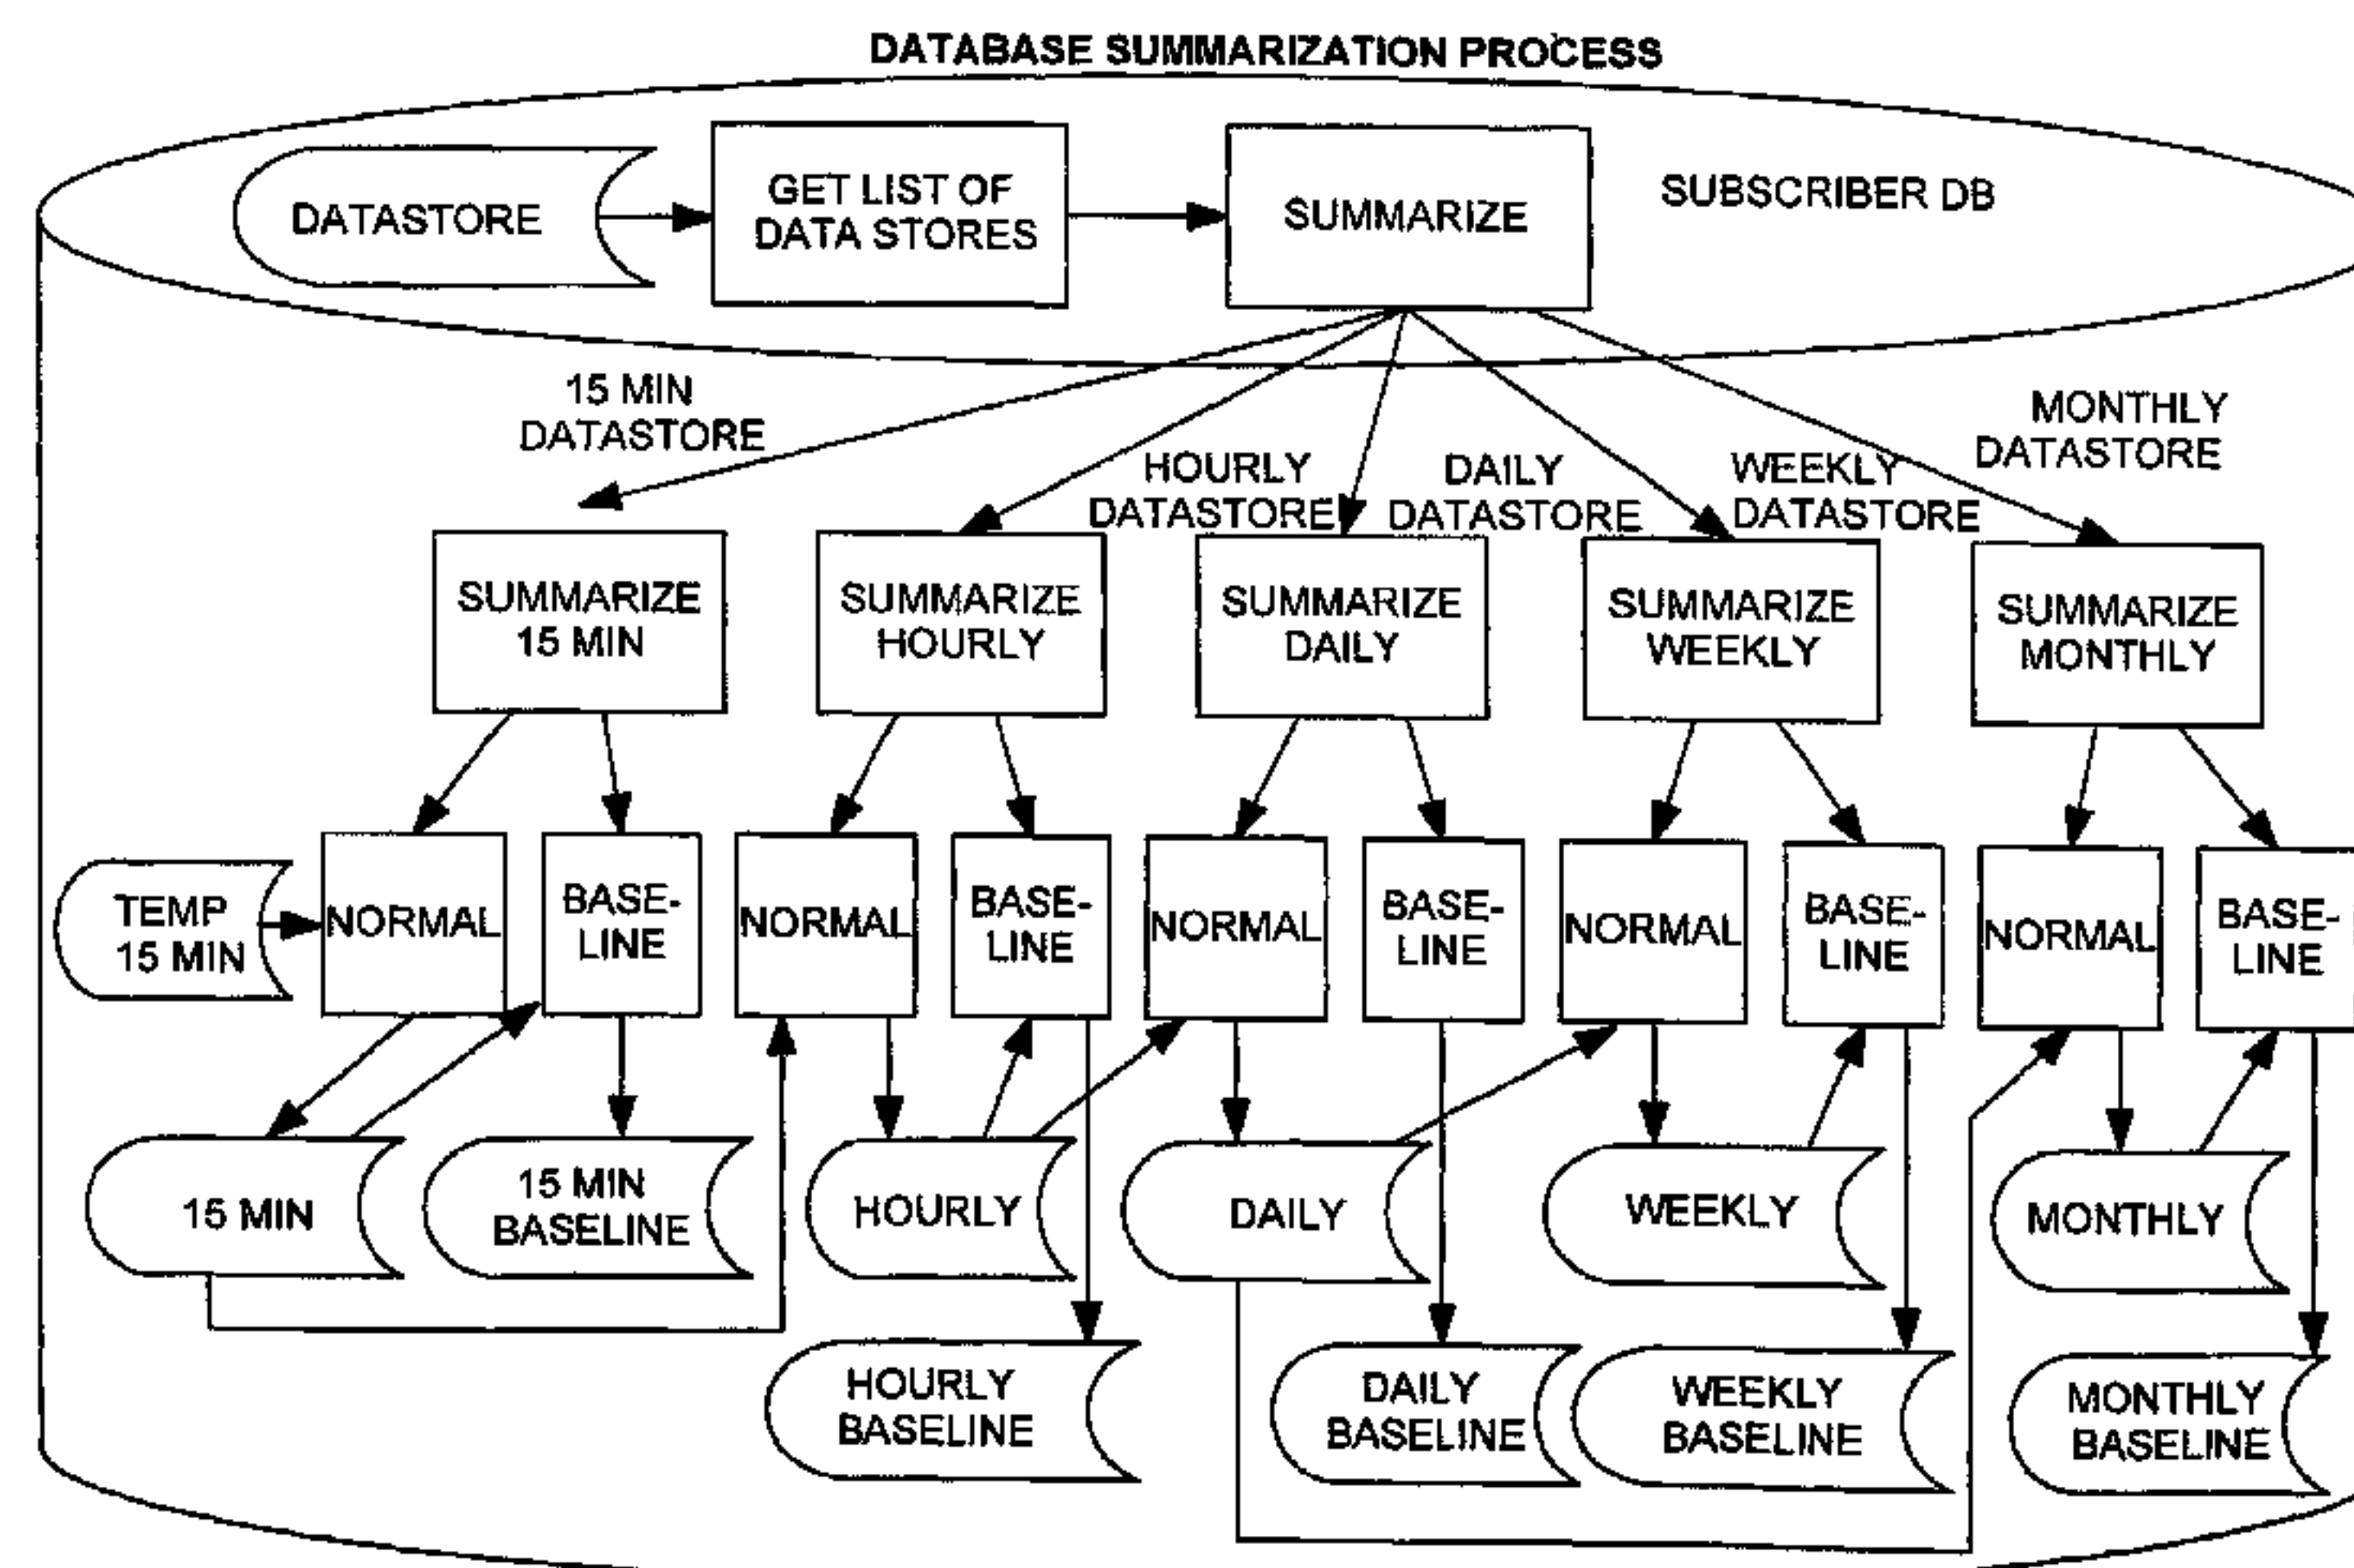 DATABASE SUMMARIZATION PROCESS
DATASTORE
GET LIST OF
DATA STORES
SUMMARIZE
SUBSCRIBER DB
15 MIN
DATASTORE
HOURLY
DATASTORE
DAILY
DATASTORE
WEEKLY
DATASTORE
MONTHLY
DATASTORE
SUMMARIZE
15 MIN
SUMMARIZE
HOURLY
SUMMARIZE
DAILY
SUMMARIZE
WEEKLY
SUMMARIZE
MONTHLY
TEMP
15 MIN
NORMAL
BASE-
LINE
NORMAL
BASE-
LINE
NORMAL
BASE-
LINE
NORMAL
BASE-
LINE
NORMAL
BASE-
LINE
15 MIN
15 MIN
BASELINE
HOURLY
DAILY
WEEKLY
MONTHLY
HOURLY
BASELINE
DAILY
BASELINE
WEEKLY
BASELINE
MONTHLY
BASELINE